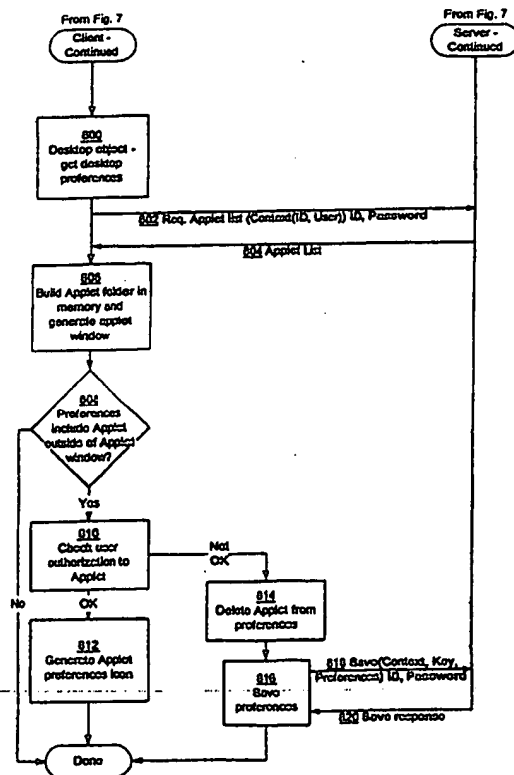 From Fig. 7
Client -
Continued
From Fig. 7
Server -
Continued
800
Desktop object -
get desktop
preferences
802 Req. Applet list (Context(ID, User)) ID, Password
804 Applet List
806
Build Applet folder in
memory and
generate applet
window
808
Preferences
include Applet
outside of Applet
window?
Yes
No
810
Check user
authorization to
Applet
Not
OK
OK
814
Delete Applet from
preferences
812
Generate Applet
preferences Icon
816
Save
preferences
818 Save(Context, Key,
Preferences) ID, Password
820 Save response
Done